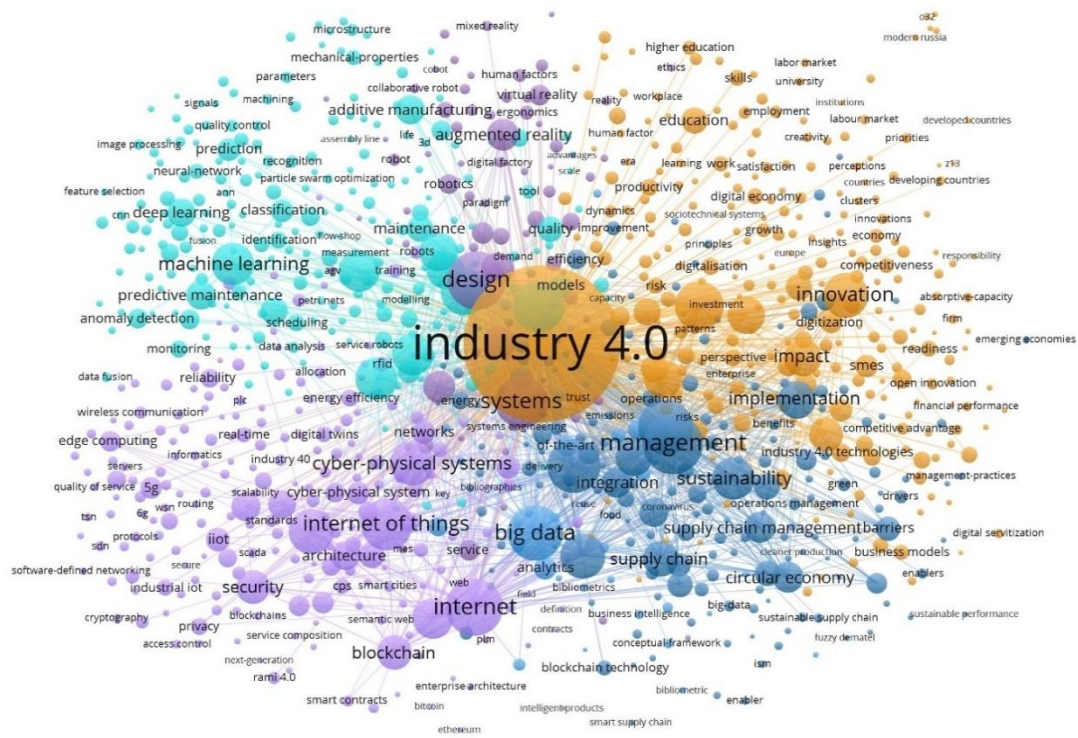 microstructure
mixed reality
o32
modern russia
mechanical-properties
cobot
higher education
ethics
labor market
parameters
human factors
skills
university
collaborative robot
virtual reality
reality
workplace
signals
machining
additive manufacturing
ergonomics
employment
institutions
quality control
life
augmented reality
human factor
education
labour market
developed countries
assembly line
3d
creativity
priorities
image processing
prediction
recognition
robot
digital factory
advantages
era
learning
work
satisfaction
perceptions
z13
neural-network
particle swarm optimization
scale
countries
developing countries
feature selection
ann
robotics
tool
productivity
digital economy
clusters
cnn
deep learning
classification
paradigm
dynamics
sociotechnical systems
innovations
fusion
identification
flow-shop
maintenance
quality
improvement
growth
economy
measurement
robots
demand
efficiency
principles
insights
europe
responsibility
machine learning
agv
training
design
models
risk
digitalisation
competitiveness
predictive maintenance
petri nets
modelling
capacity
investment
innovation
absorptive-capacity
anomaly detection
scheduling
patterns
digitization
firm
monitoring
data analysis
service robots
industry 4.0
emerging economies
rfid
perspective
impact
readiness
data fusion
reliability
allocation
enterprise
smes
plc
energy efficiency
energy
systems
trust
operations
implementation
open innovation
wireless communication
emissions
risks
benefits
financial performance
edge computing
real-time
digital twins
networks
systems engineering
of-the-art
management
competitive advantage
informatics
industry 40
industry 4.0 technologies
servers
cyber-physical systems
delivery
quality of service
5g
scalability
cyber-physical system
key
bibliographies
integration
sustainability
green
management-practices
wsn
routing
reuse
coronavirus
drivers
tsn
6g
standards
internet of things
food
operations management
protocols
big data
supply chain management
barriers
digital servitization
sdn
iiot
scada
architecture
mas
service
cleaner production
business models
secure
analytics
supply chain
software-defined networking
industrial iot
security
cps
smart cities
web
field
bibliometrics
circular economy
enablers
cryptography
blockchains
semantic web
internet
definition
business intelligence
big-data
sustainable supply chain
sustainable performance
privacy
service composition
plm
contracts
access control
conceptual-framework
fuzzy dematel
next-generation
blockchain
blockchain technology
ism
rami 4.0
enterprise architecture
bibliometric
smart contracts
bitcoin
intelligent-products
enabler
ethereum
smart supply chain